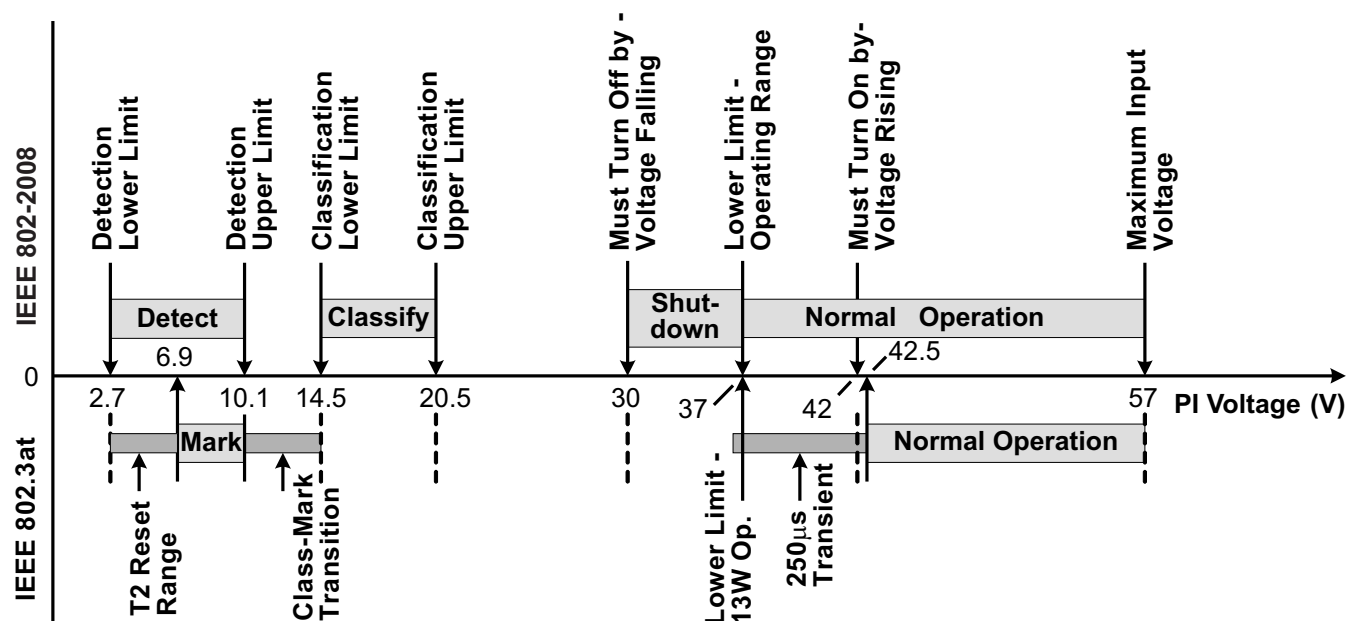 IEEE 802-2008
Detection
Lower Limit
Detection
Upper Limit
Classification
Lower Limit
Classification
Upper Limit
Must Turn Off by -
Voltage Falling
Lower Limit -
Operating Range
Must Turn On by-
Voltage Rising
Maximum Input
Voltage
Detect
Classify
Shut-
down
Normal Operation
6.9
42.5
0
2.7
10.1
14.5
20.5
30
37
42
57
PI Voltage (V)
IEEE 802.3at
Mark
Normal Operation
T2 Reset
Range
Class-Mark
Transition
Lower Limit -
13W Op.
250μs
Transient